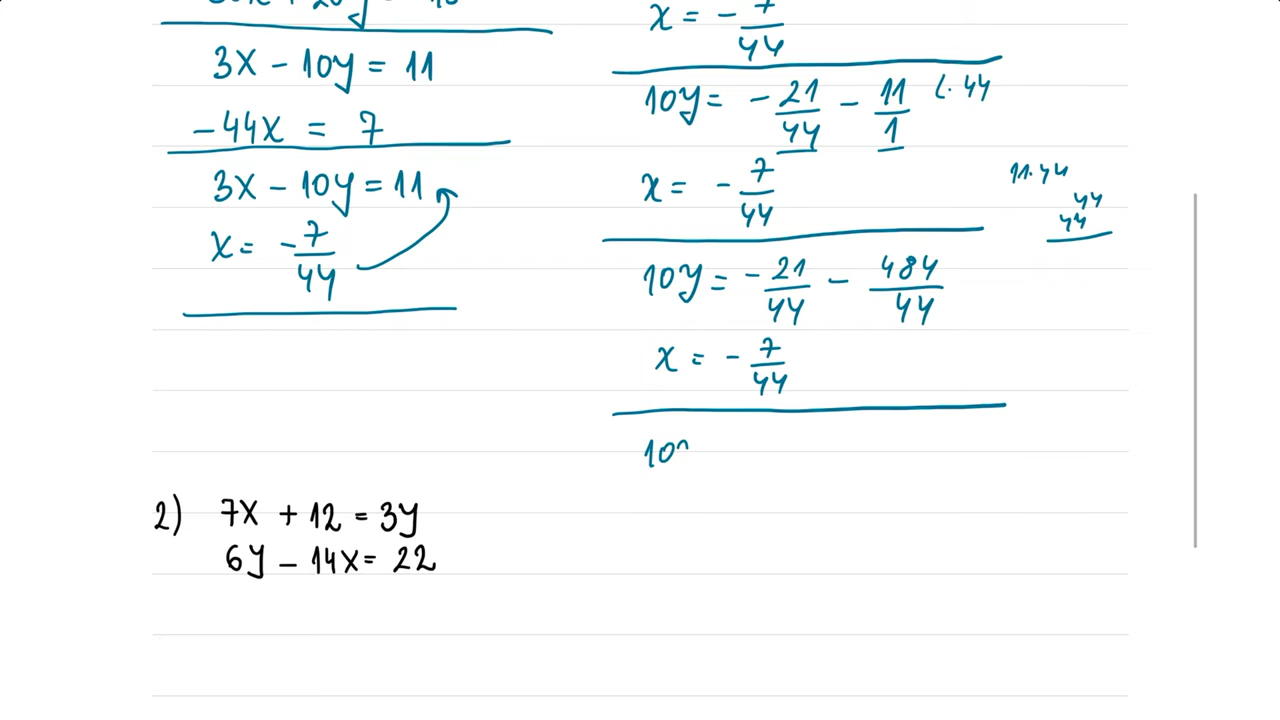 3x - 10y = 11
-44x = 7
3x - 10y = 11
x = -7/44
x = -7/44
10y = -21/44 - 11/1 (. 44
x = -7/44
11.44
44
44
10y = -21/44 - 484/44
x = -7/44
10
2) 7x + 12 = 3y
6y - 14x = 22